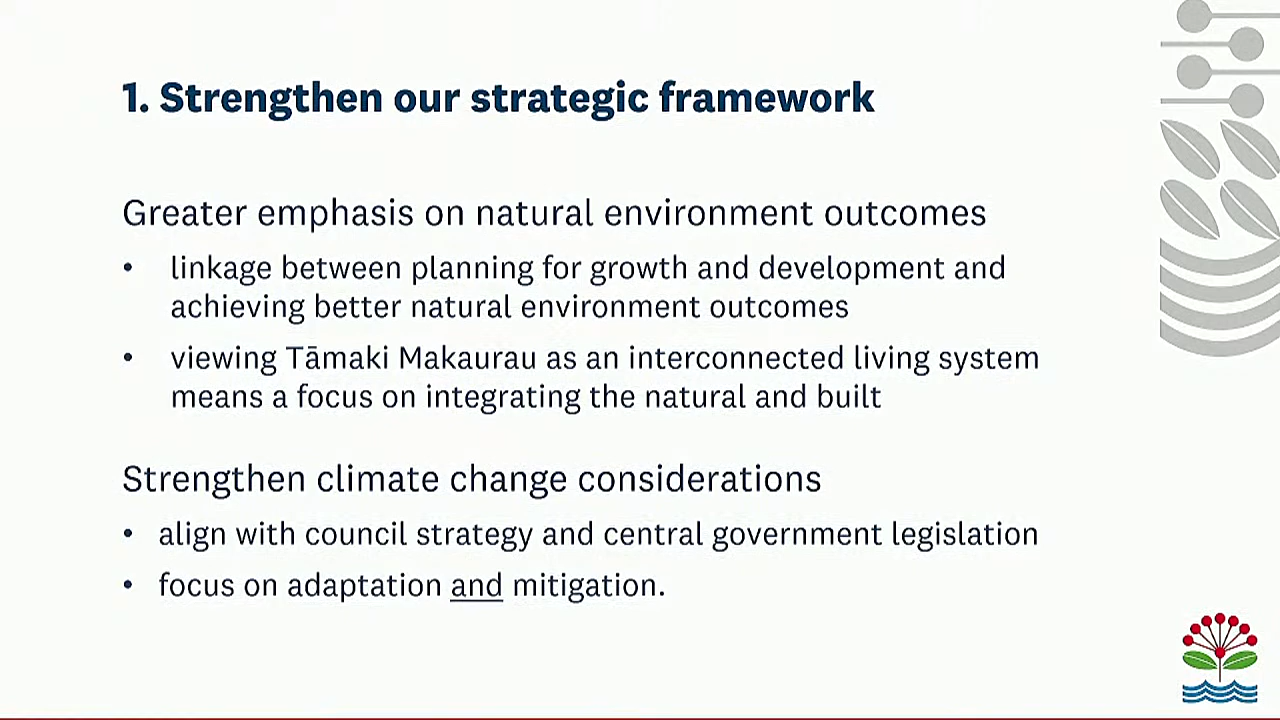 1. Strengthen our strategic framework
Greater emphasis on natural environment outcomes
• linkage between planning for growth and development and
achieving better natural environment outcomes
• viewing Tāmaki Makaurau as an interconnected living system
means a focus on integrating the natural and built
Strengthen climate change considerations
• align with council strategy and central government legislation
• focus on adaptation and mitigation.